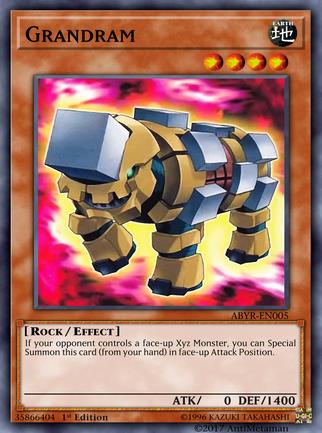 GRANDRAM
EARTH
地
ABYR-EN005
[ROCK / EFFECT]
If your opponent controls a face-up Xyz Monster, you can Special
Summon this card (from your hand) in face-up Attack Position.
ATK/ 0 DEF/1400
35866404 1st Edition ©1996 KAZUKI TAKAHASHI
©2017 AntiMetaman